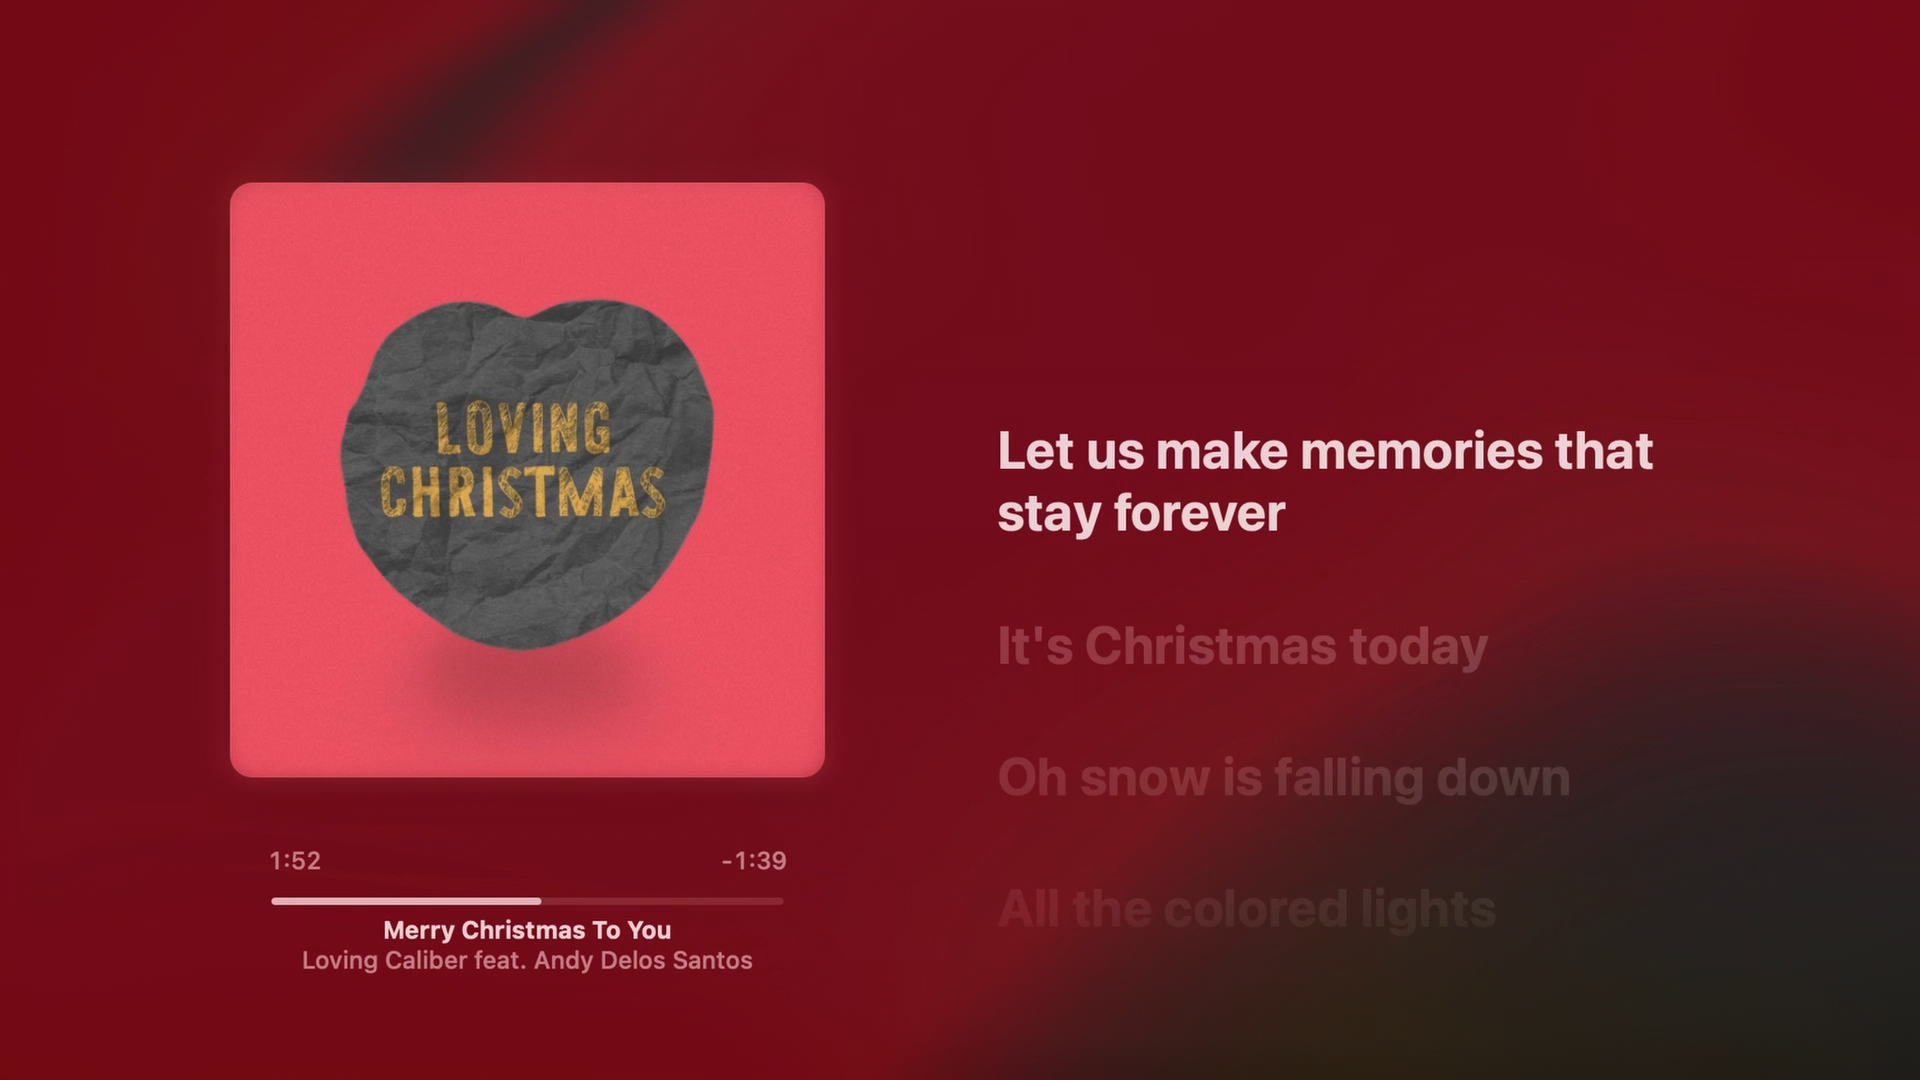 LOVING
CHRISTMAS
1:52
-1:39
Merry Christmas To You
Loving Caliber feat. Andy Delos Santos
Let us make memories that
stay forever
It's Christmas today
Oh snow is falling down
All the colored lights